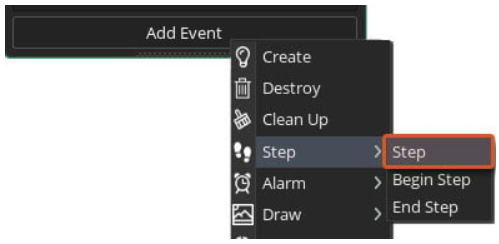 Add Event
Create
Destroy
Clean Up
Step
Step
Alarm
Begin Step
Draw
End Step